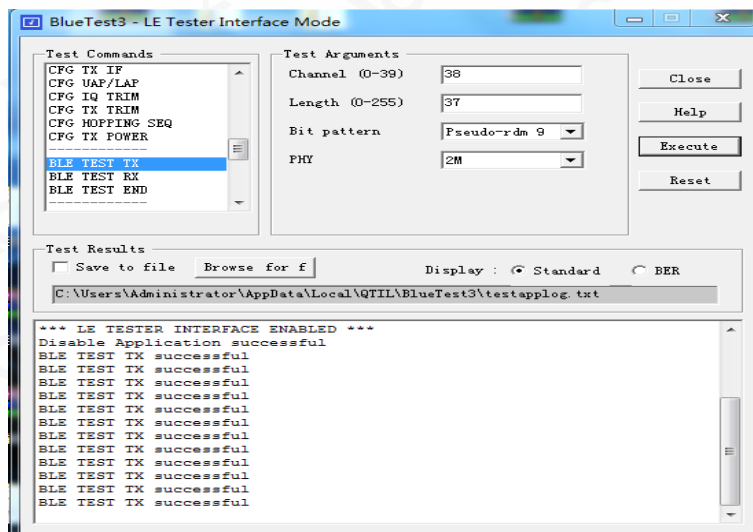 BlueTest3 - LE Tester Interface Mode
Test Commands
CFG TX IF
CFG UAP/LAP
CFG IQ TRIM
CFG TX TRIM
CFG HOPPING SEQ
CFG TX POWER
------------
BLE TEST TX
BLE TEST RX
BLE TEST END
------------
Test Arguments
Channel (0-39) 38
Length (0-255) 37
Bit pattern Pseudo-rdm 9
PHY 2M
Close
Help
Execute
Reset
Test Results
Save to file Browse for f Display : Standard BER
C:\Users\Administrator\AppData\Local\QTIL\BlueTest3\testapplog.txt
*** LE TESTER INTERFACE ENABLED ***
Disable Application successful
BLE TEST TX successful
BLE TEST TX successful
BLE TEST TX successful
BLE TEST TX successful
BLE TEST TX successful
BLE TEST TX successful
BLE TEST TX successful
BLE TEST TX successful
BLE TEST TX successful
BLE TEST TX successful
BLE TEST TX successful
BLE TEST TX successful